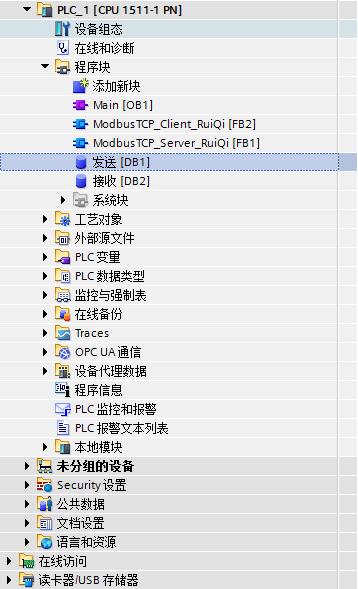 PLC_1 [CPU 1511-1 PN]
设备组态
在线和诊断
程序块
添加新块
Main [OB1]
ModbusTCP_Client_RuiQi [FB2]
ModbusTCP_Server_RuiQi [FB1]
发送 [DB1]
接收 [DB2]
系统块
工艺对象
外部源文件
PLC 变量
PLC 数据类型
监控与强制表
在线备份
Traces
OPC UA 通信
设备代理数据
程序信息
PLC 监控和报警
PLC 报警文本列表
本地模块
未分组的设备
Security 设置
公共数据
文档设置
语言和资源
在线访问
读卡器/USB 存储器